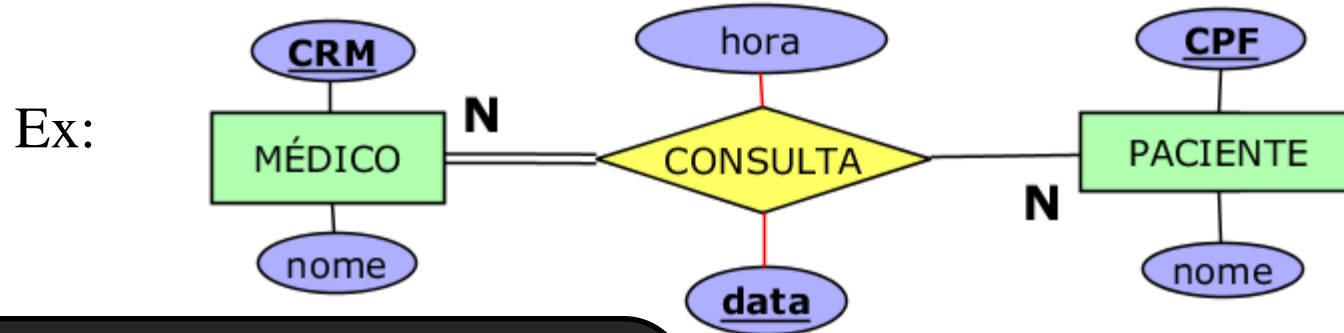 Ex:
CRM
MÉDICO
nome
N
hora
CONSULTA
data
N
CPF
PACIENTE
nome